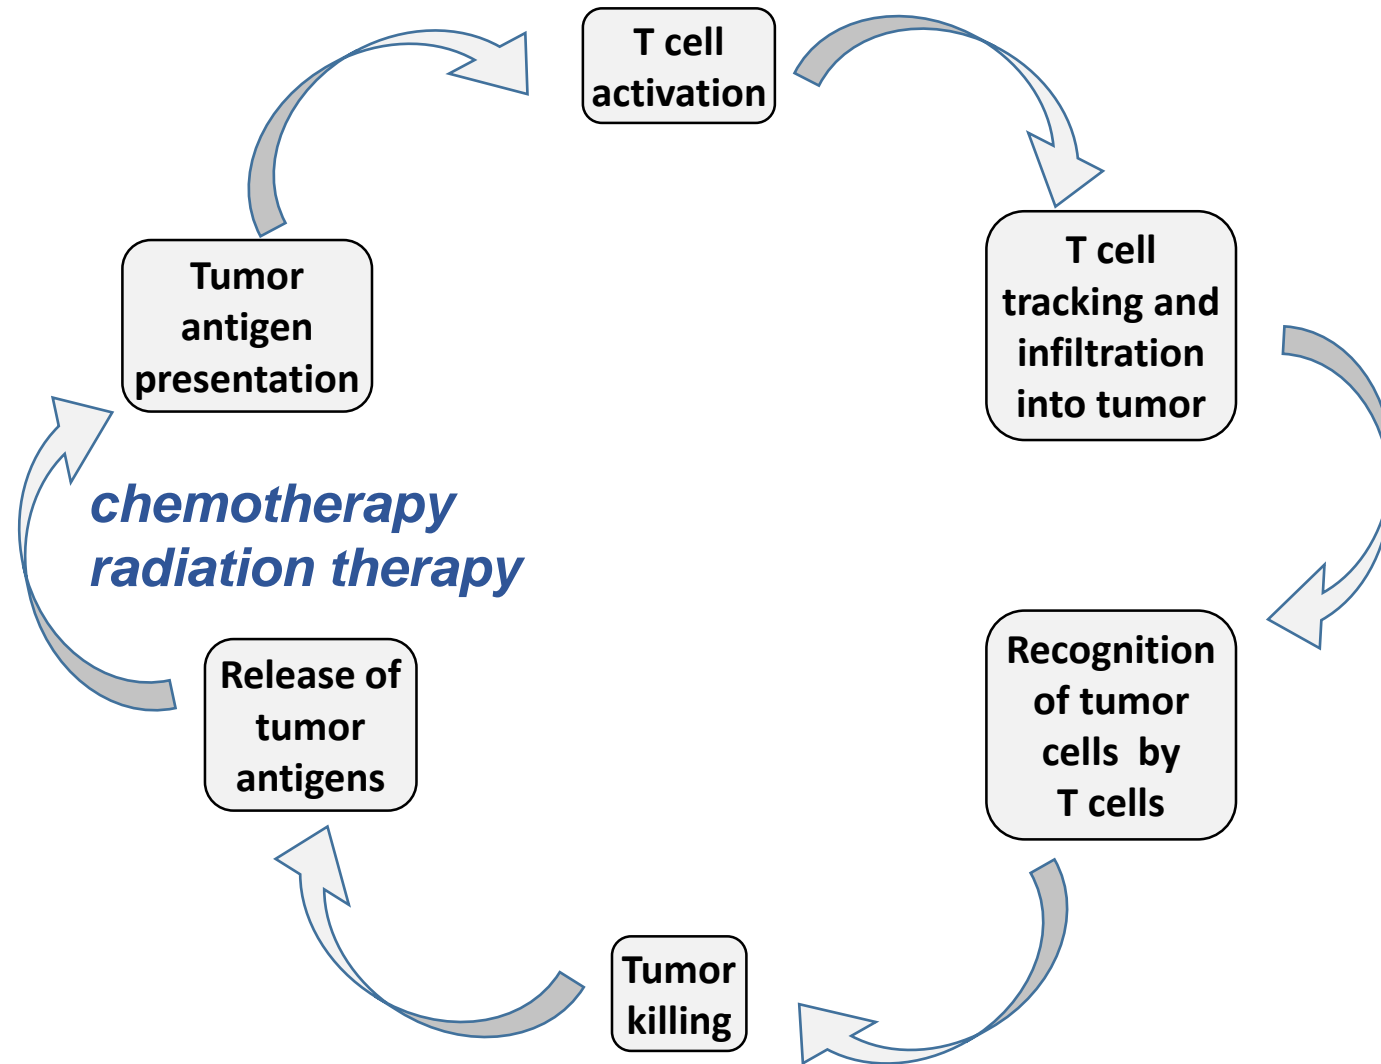 T cell
activation
T cell
tracking and
infiltration
into tumor
Recognition
of tumor
cells by
T cells
Tumor
killing
Release of
tumor
antigens
chemotherapy
radiation therapy
Tumor
antigen
presentation